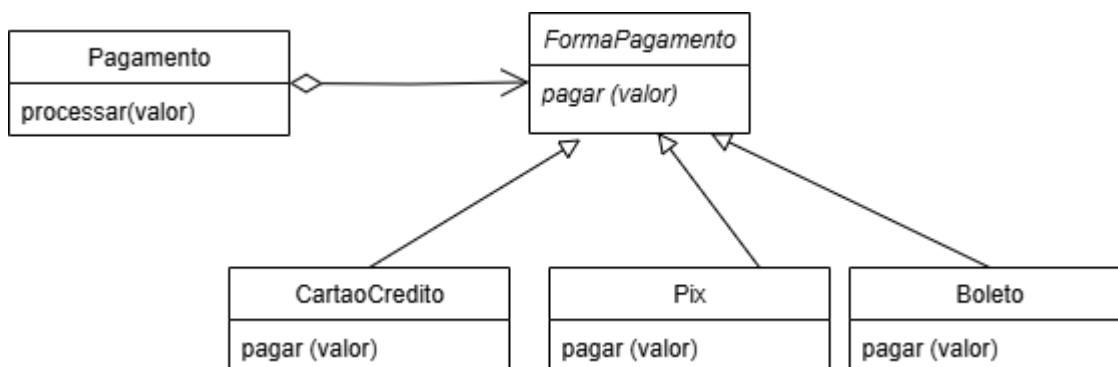 Pagamento
processar(valor)
FormaPagamento
pagar (valor)
CartaoCredito
pagar (valor)
Pix
pagar (valor)
Boleto
pagar (valor)